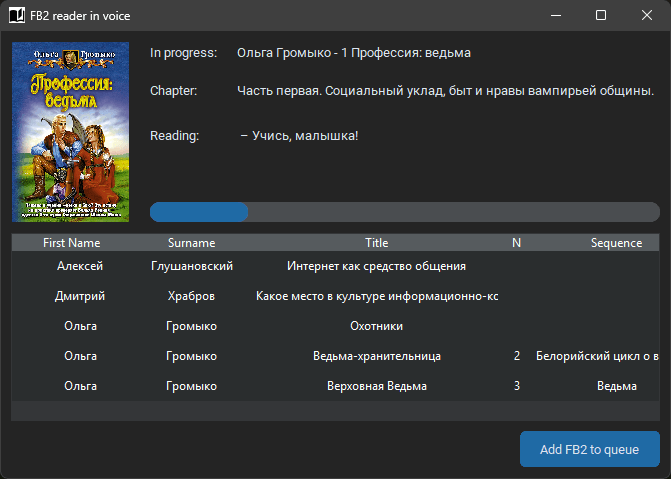 FB2 reader in voice
Ольга Громыко
Профессия:
ведьма
In progress: Ольга Громыко - 1 Профессия: ведьма
Chapter: Часть первая. Социальный уклад, быт и нравы вампирьей общины.
Reading: – Учись, малышка!
First Name Surname Title N Sequence
Алексей Глушановский Интернет как средство общения
Дмитрий Храбров Какое место в культуре информационно-кс
Ольга Громыко Охотники
Ольга Громыко Ведьма-хранительница 2 Белорийский цикл о в
Ольга Громыко Верховная Ведьма 3 Ведьма
Add FB2 to queue